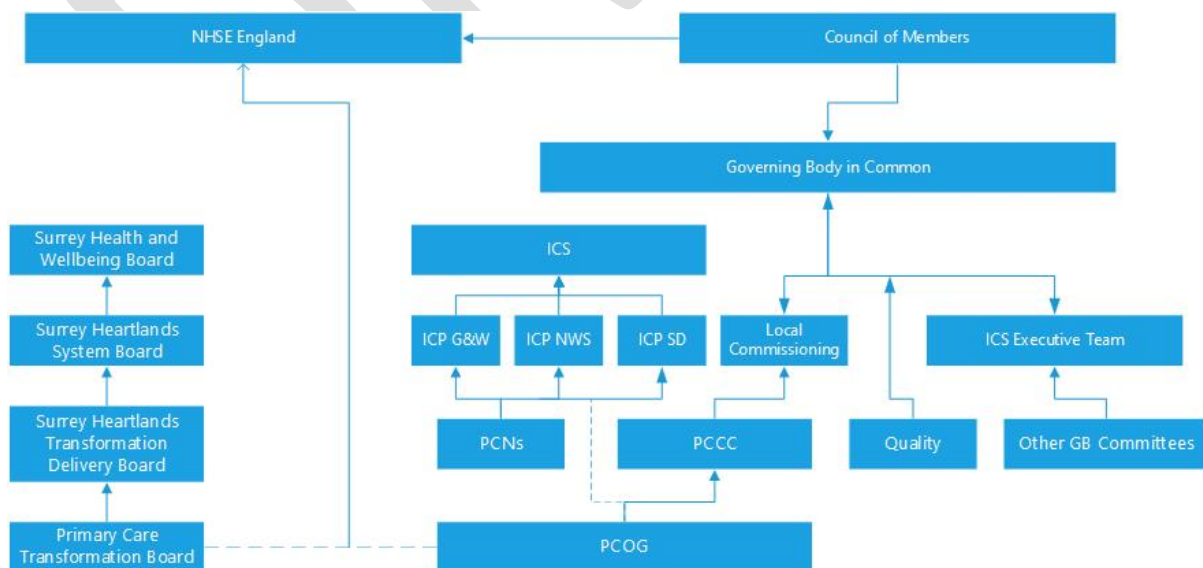 NHSE England
Council of Members
Governing Body in Common
Surrey Health and
Wellbeing Board
ICS
Surrey Heartlands
System Board
ICP G&W
ICP NWS
ICP SD
Local
Commissioning
ICS Executive Team
Surrey Heartlands
Transformation
Delivery Board
PCNs
PCCC
Quality
Other GB Committees
Primary Care
Transformation Board
PCOG